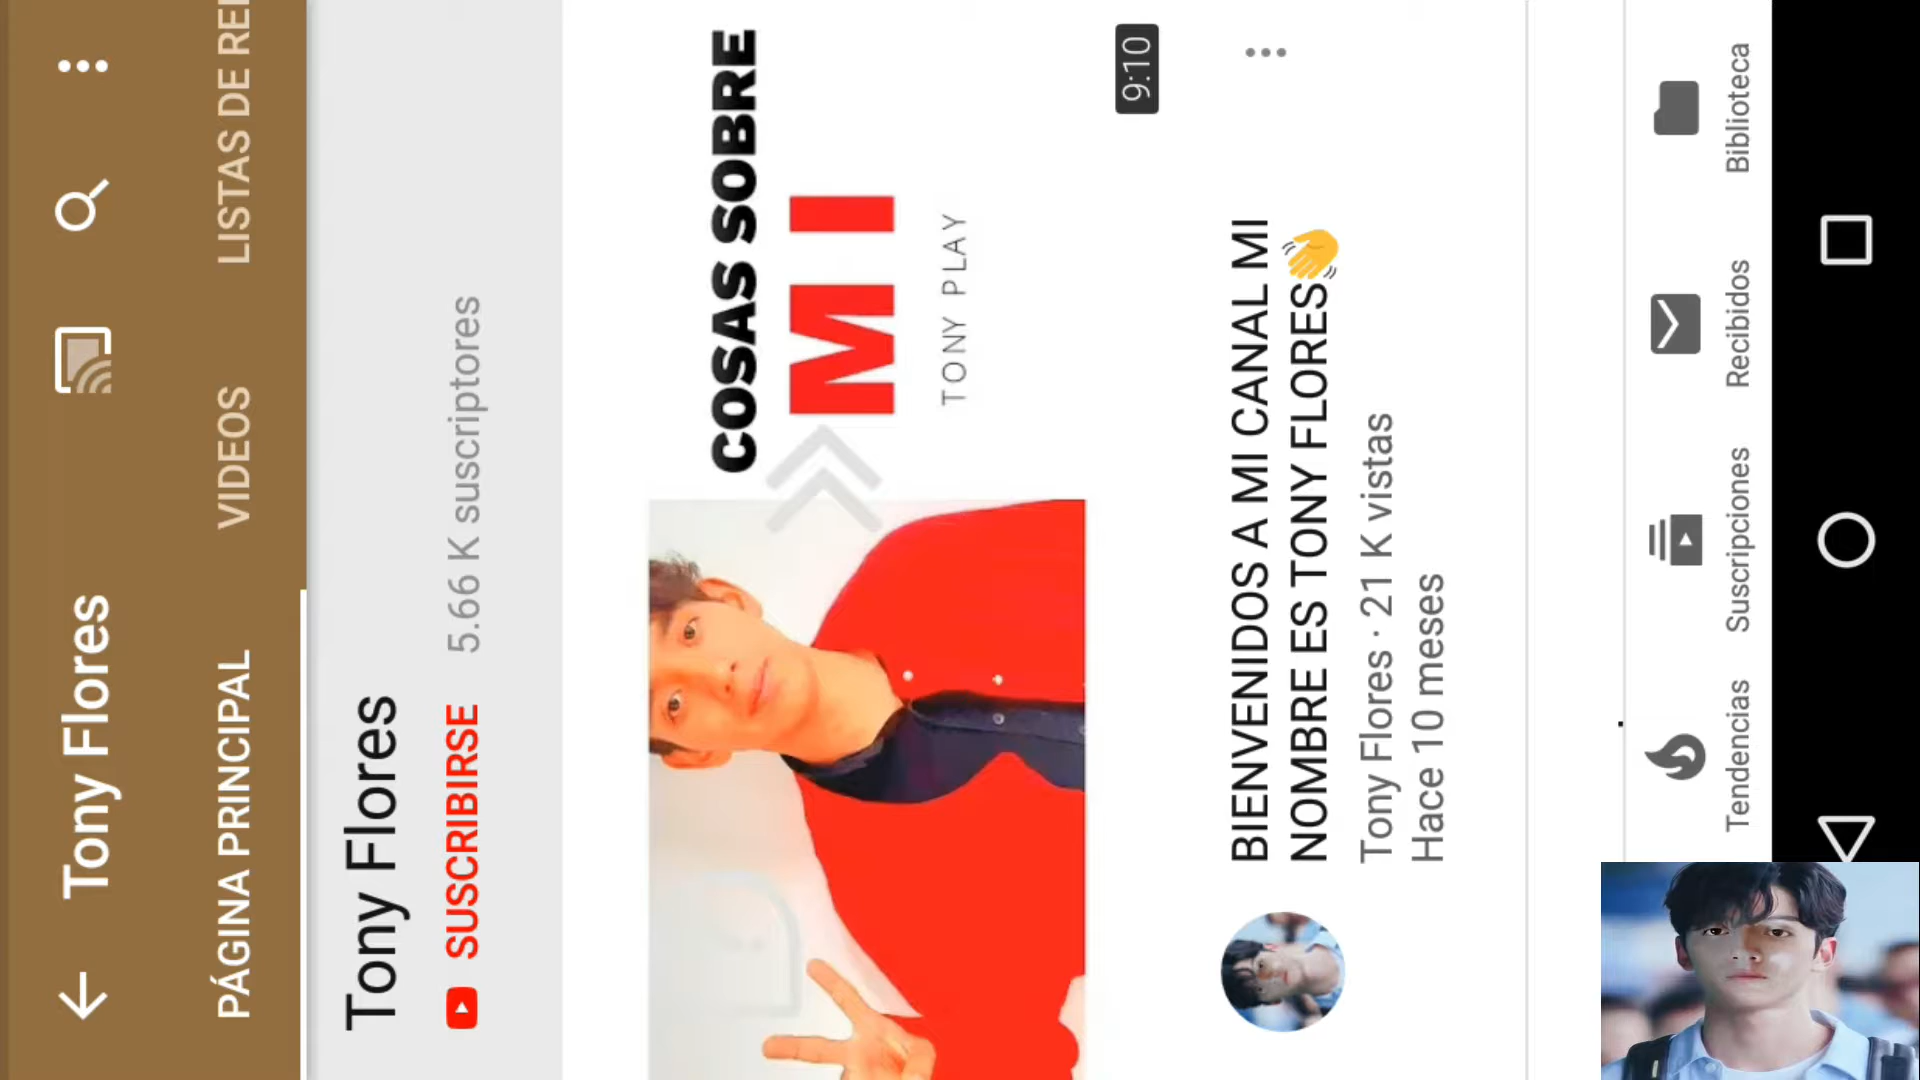 Tony Flores
PÁGINA PRINCIPAL
VIDEOS
LISTAS DE RE
Tony Flores
SUSCRIBIRSE
5.66 K suscriptores
COSAS SOBRE
MI
TONY PLAY
9:10
BIENVENIDOS A MI CANAL MI
NOMBRE ES TONY FLORES👋
Tony Flores · 21 K vistas
Hace 10 meses
Tendencias
Suscripciones
Recibidos
Biblioteca